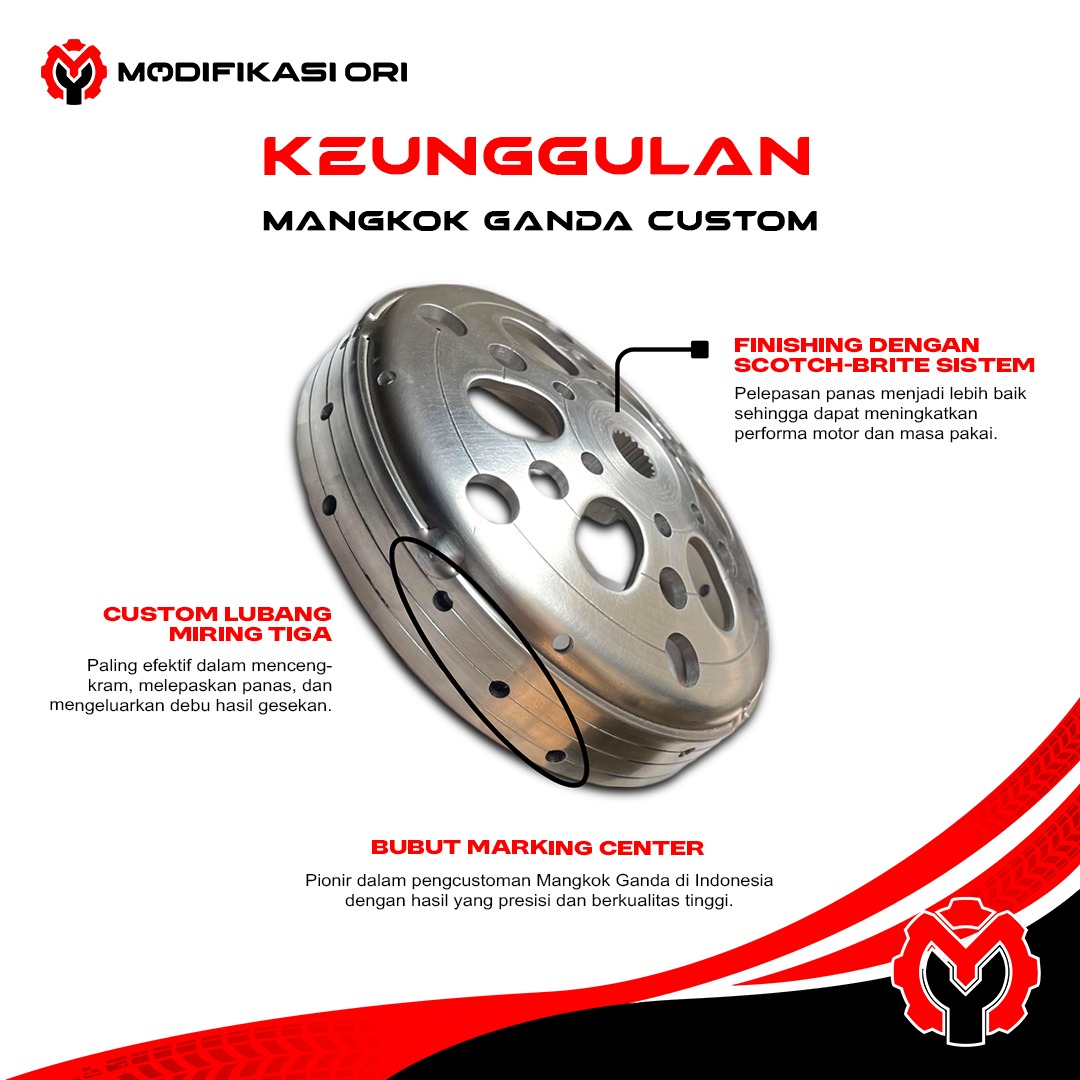 MODIFIKASI ORI
KEUNGGULAN
MANGKOK GANDA CUSTOM
FINISHING DENGAN
SCOTCH-BRITE SISTEM
Pelepasan panas menjadi lebih baik
sehingga dapat meningkatkan
performa motor dan masa pakai.
CUSTOM LUBANG
MIRING TIGA
Paling efektif dalam menceng-
kram, melepaskan panas, dan
mengeluarkan debu hasil gesekan.
BUBUT MARKING CENTER
Pionir dalam pengcustoman Mangkok Ganda di Indonesia
dengan hasil yang presisi dan berkualitas tinggi.